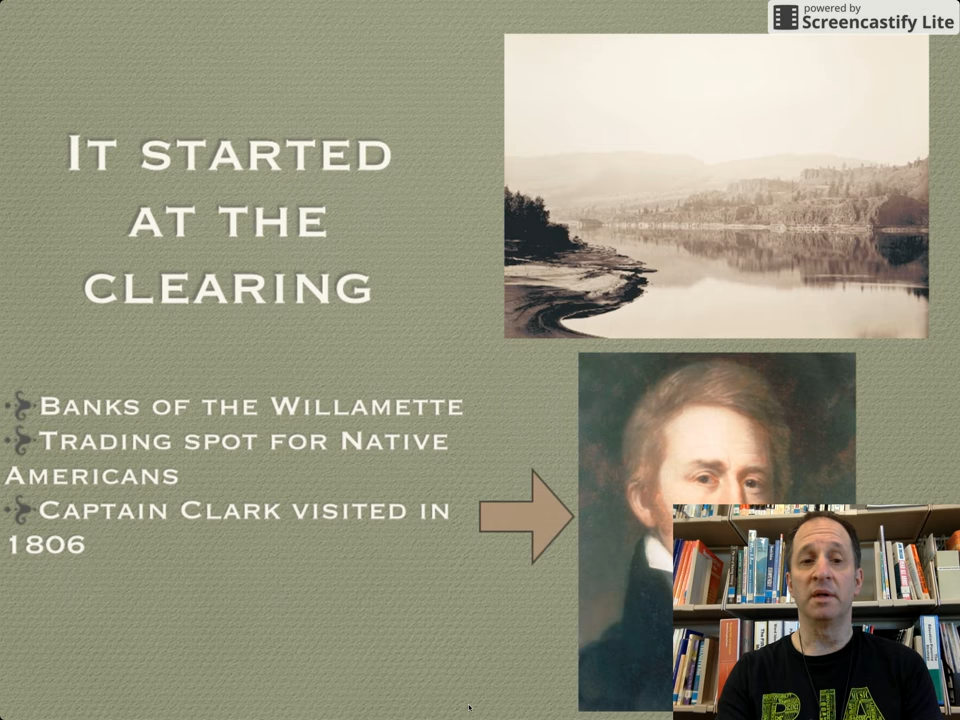 powered by
Screencastify Lite
It started
at the
clearing
Banks of the Willamette
Trading spot for Native
Americans
Captain Clark visited in
1806